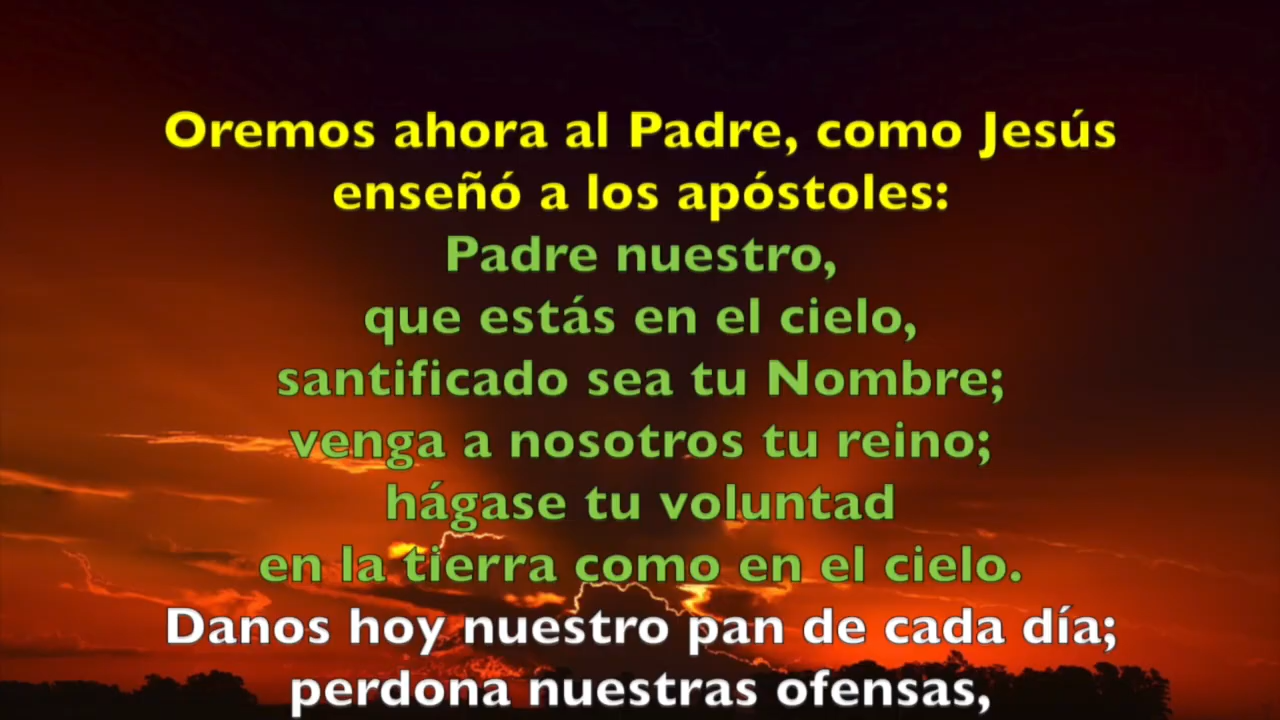 Oremos ahora al Padre, como Jesús
enseñó a los apóstoles:
Padre nuestro,
que estás en el cielo,
santificado sea tu Nombre;
venga a nosotros tu reino;
hágase tu voluntad
en la tierra como en el cielo.
Danos hoy nuestro pan de cada día;
perdona nuestras ofensas,